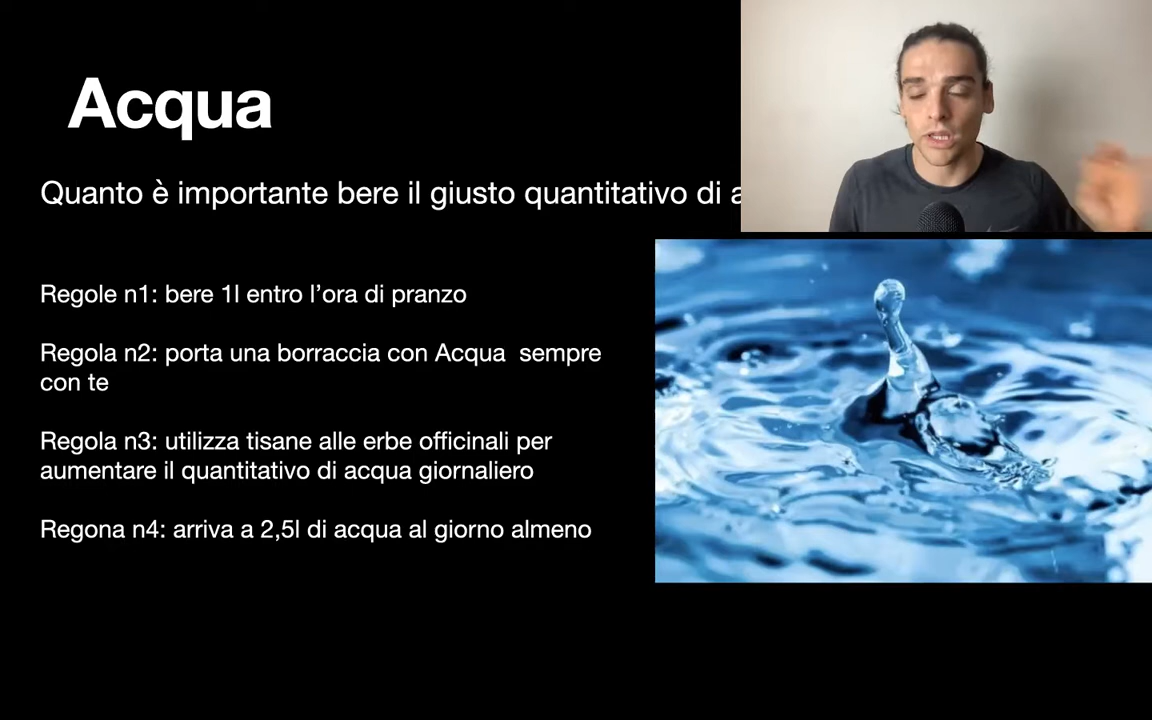 Acqua
Quanto è importante bere il giusto quantitativo di
Regole n1: bere 1l entro l’ora di pranzo
Regola n2: porta una borraccia con Acqua  sempre
con te
Regola n3: utilizza tisane alle erbe officinali per
aumentare il quantitativo di acqua giornaliero
Regona n4: arriva a 2,5l di acqua al giorno almeno